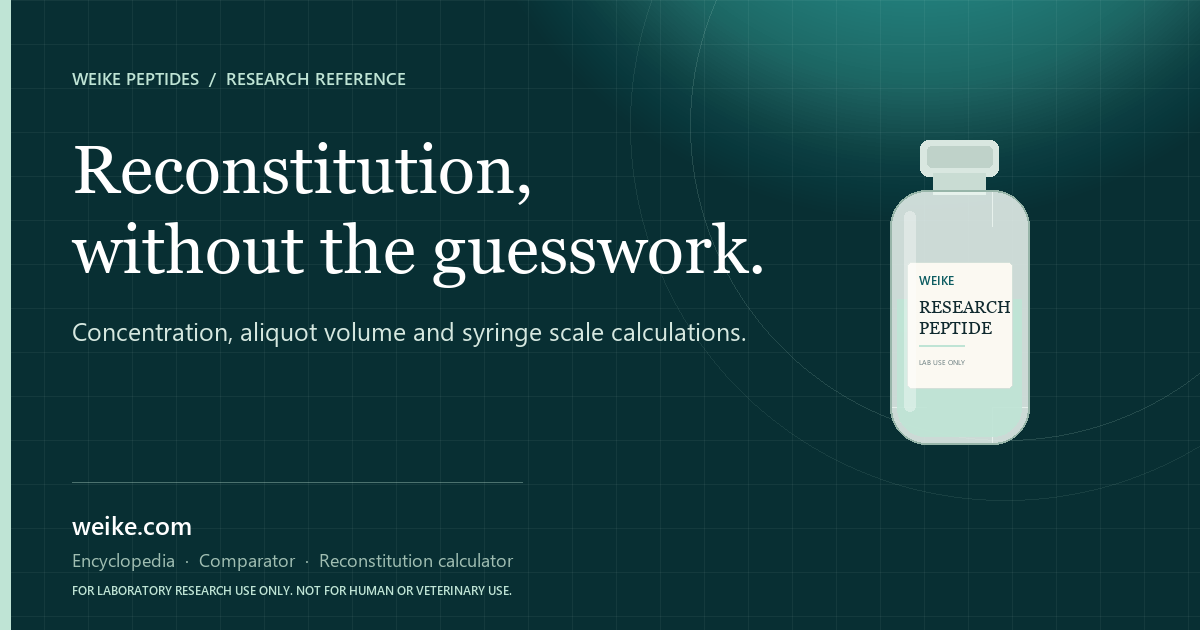 WEIKE PEPTIDES / RESEARCH REFERENCE
Reconstitution,
without the guesswork.
Concentration, aliquot volume and syringe scale calculations.
WEIKE
RESEARCH
PEPTIDE
LAB USE ONLY
weike.com
Encyclopedia · Comparator · Reconstitution calculator
FOR LABORATORY RESEARCH USE ONLY. NOT FOR HUMAN OR VETERINARY USE.